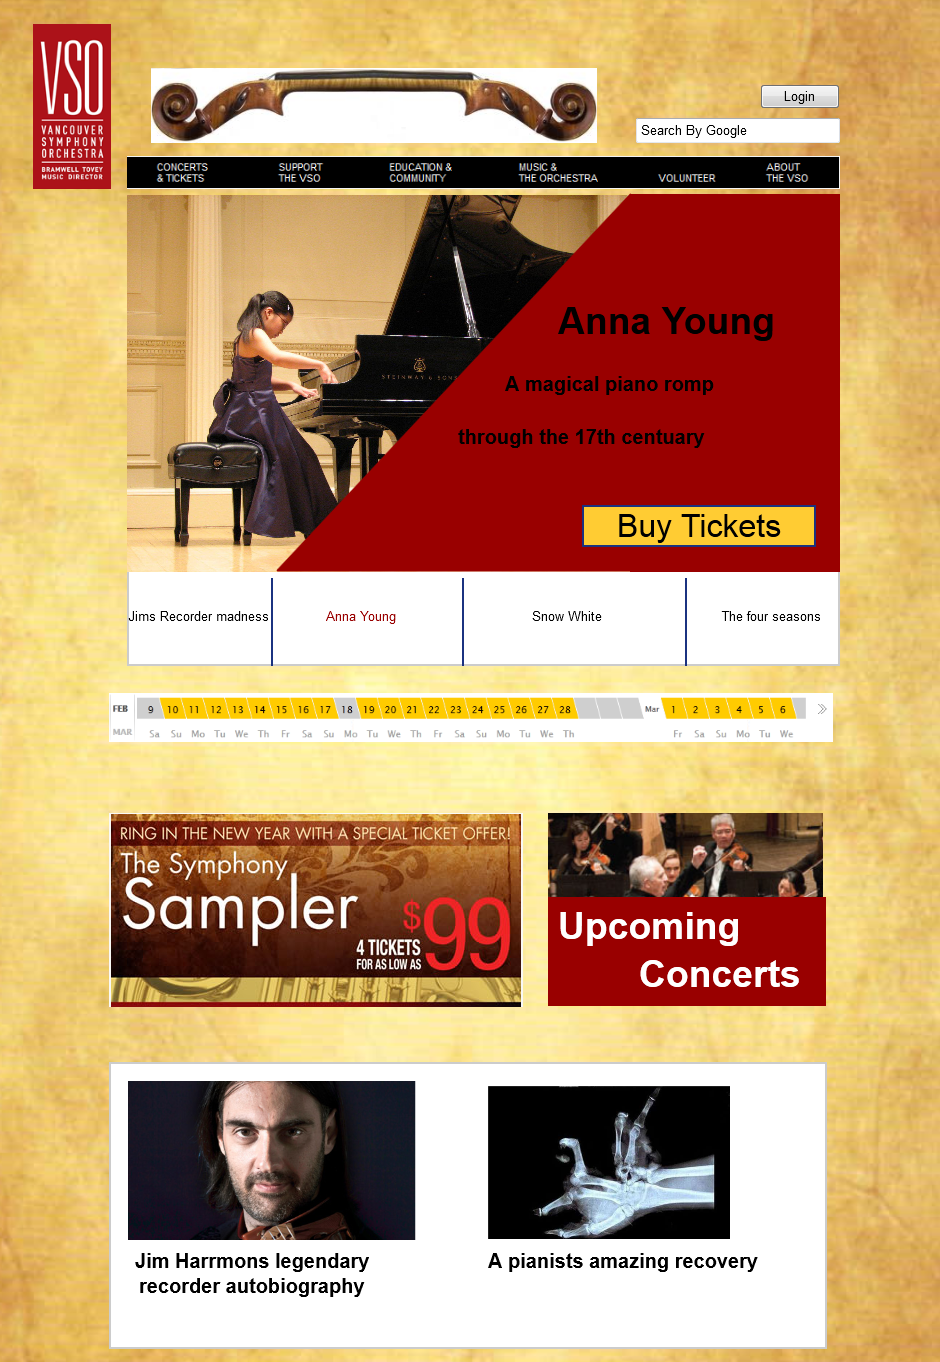 VSO
VANCOUVER
SYMPHONY
ORCHESTRA
BRAMWELL TOVEY
MUSIC DIRECTOR
Login
Search By Google
CONCERTS & TICKETS
SUPPORT THE VSO
EDUCATION & COMMUNITY
MUSIC & THE ORCHESTRA
VOLUNTEER
ABOUT THE VSO
STEINWAY & SONS
Anna Young
A magical piano romp
through the 17th centuary
Buy Tickets
Jims Recorder madness
Anna Young
Snow White
The four seasons
FEB 9 10 11 12 13 14 15 16 17 18 19 20 21 22 23 24 25 26 27 28 Mar 1 2 3 4 5 6 »
MAR Sa Su Mo Tu We Th Fr Sa Su Mo Tu We Th Fr Sa Su Mo Tu We Th Fr Sa Su Mo Tu We
RING IN THE NEW YEAR WITH A SPECIAL TICKET OFFER!
The Symphony
Sampler
4 TICKETS
FOR AS LOW AS
$99
Upcoming
Concerts
Jim Harrmons legendary
recorder autobiography
A pianists amazing recovery